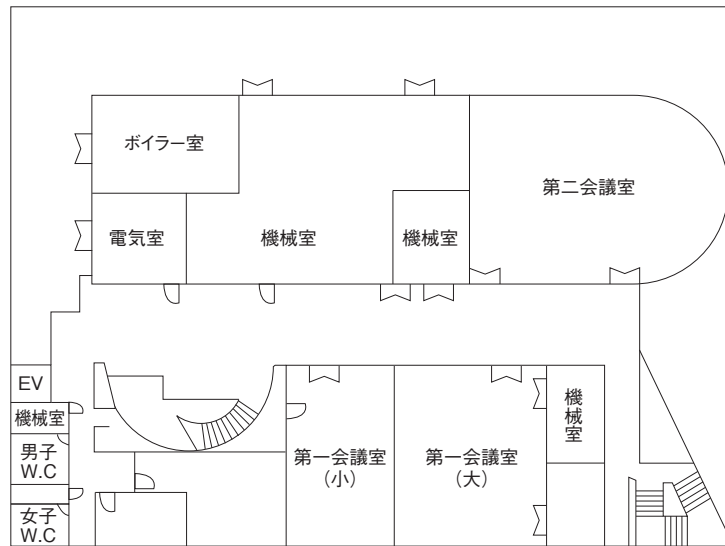 ボイラー室
電気室
機械室
機械室
第二会議室
EV
機械室
男子
W.C
女子
W.C
第一会議室
(小)
第一会議室
(大)
機械室